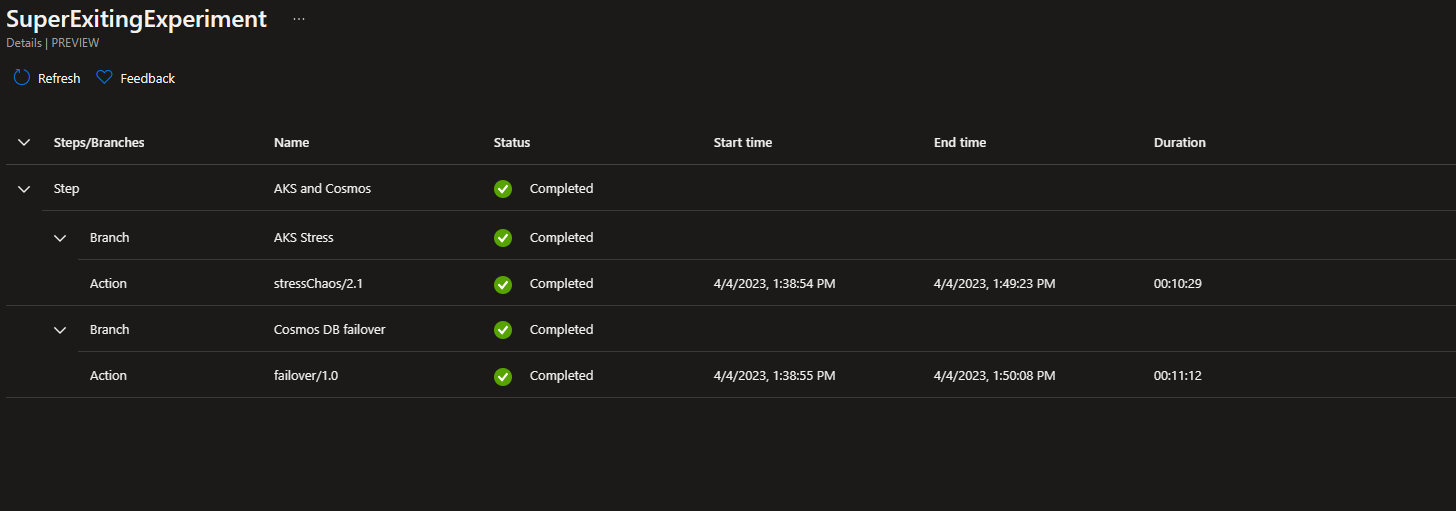 SuperExitingExperiment ...
Details | PREVIEW
Refresh Feedback
Steps/Branches Name Status Start time End time Duration
Step AKS and Cosmos Completed
Branch AKS Stress Completed
Action stressChaos/2.1 Completed 4/4/2023, 1:38:54 PM 4/4/2023, 1:49:23 PM 00:10:29
Branch Cosmos DB failover Completed
Action failover/1.0 Completed 4/4/2023, 1:38:55 PM 4/4/2023, 1:50:08 PM 00:11:12